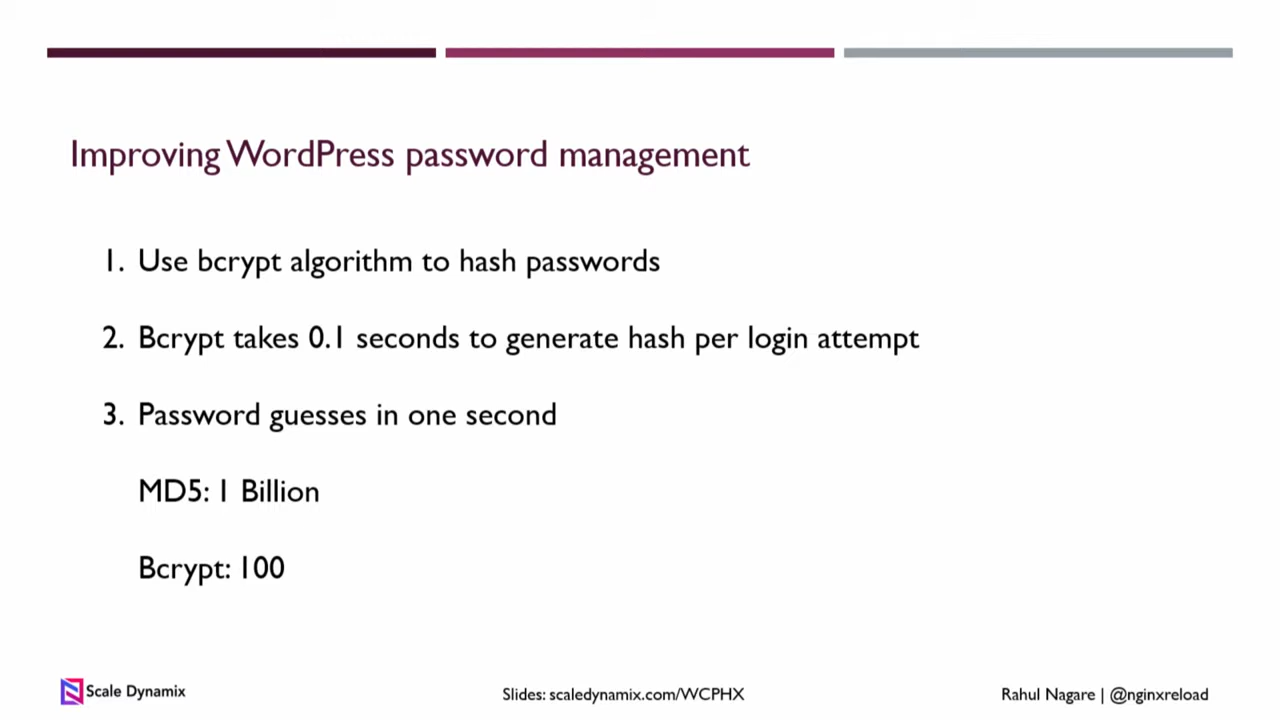 Improving WordPress password management
1. Use bcrypt algorithm to hash passwords
2. Bcrypt takes 0.1 seconds to generate hash per login attempt
3. Password guesses in one second
MD5: 1 Billion
Bcrypt: 100
Scale Dynamix
Slides: scaledynamix.com/WCPHX
Rahul Nagare | @nginxreload